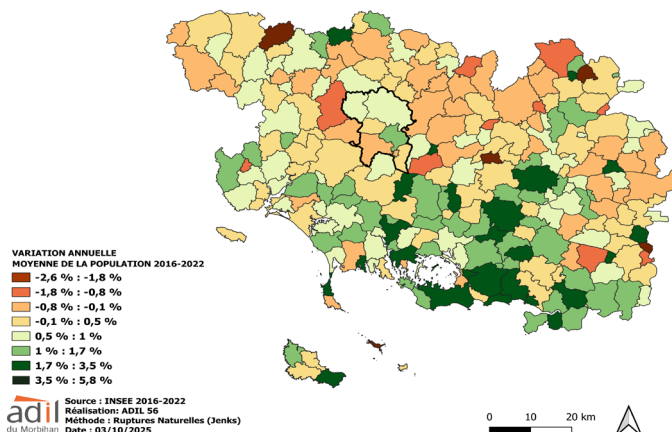 VARIATION ANNUELLE
MOYENNE DE LA POPULATION 2016-2022
-2,6 % : -1,8 %
-1,8 % : -0,8 %
-0,8 % : -0,1 %
-0,1 % : 0,5 %
0,5 % : 1 %
1 % : 1,7 %
1,7 % : 3,5 %
3,5 % : 5,8 %
adil
du Morbihan
Source : INSEE 2016-2022
Réalisation: ADIL 56
Méthode : Ruptures Naturelles (Jenks)
Date : 03/10/2025
0 10 20 km